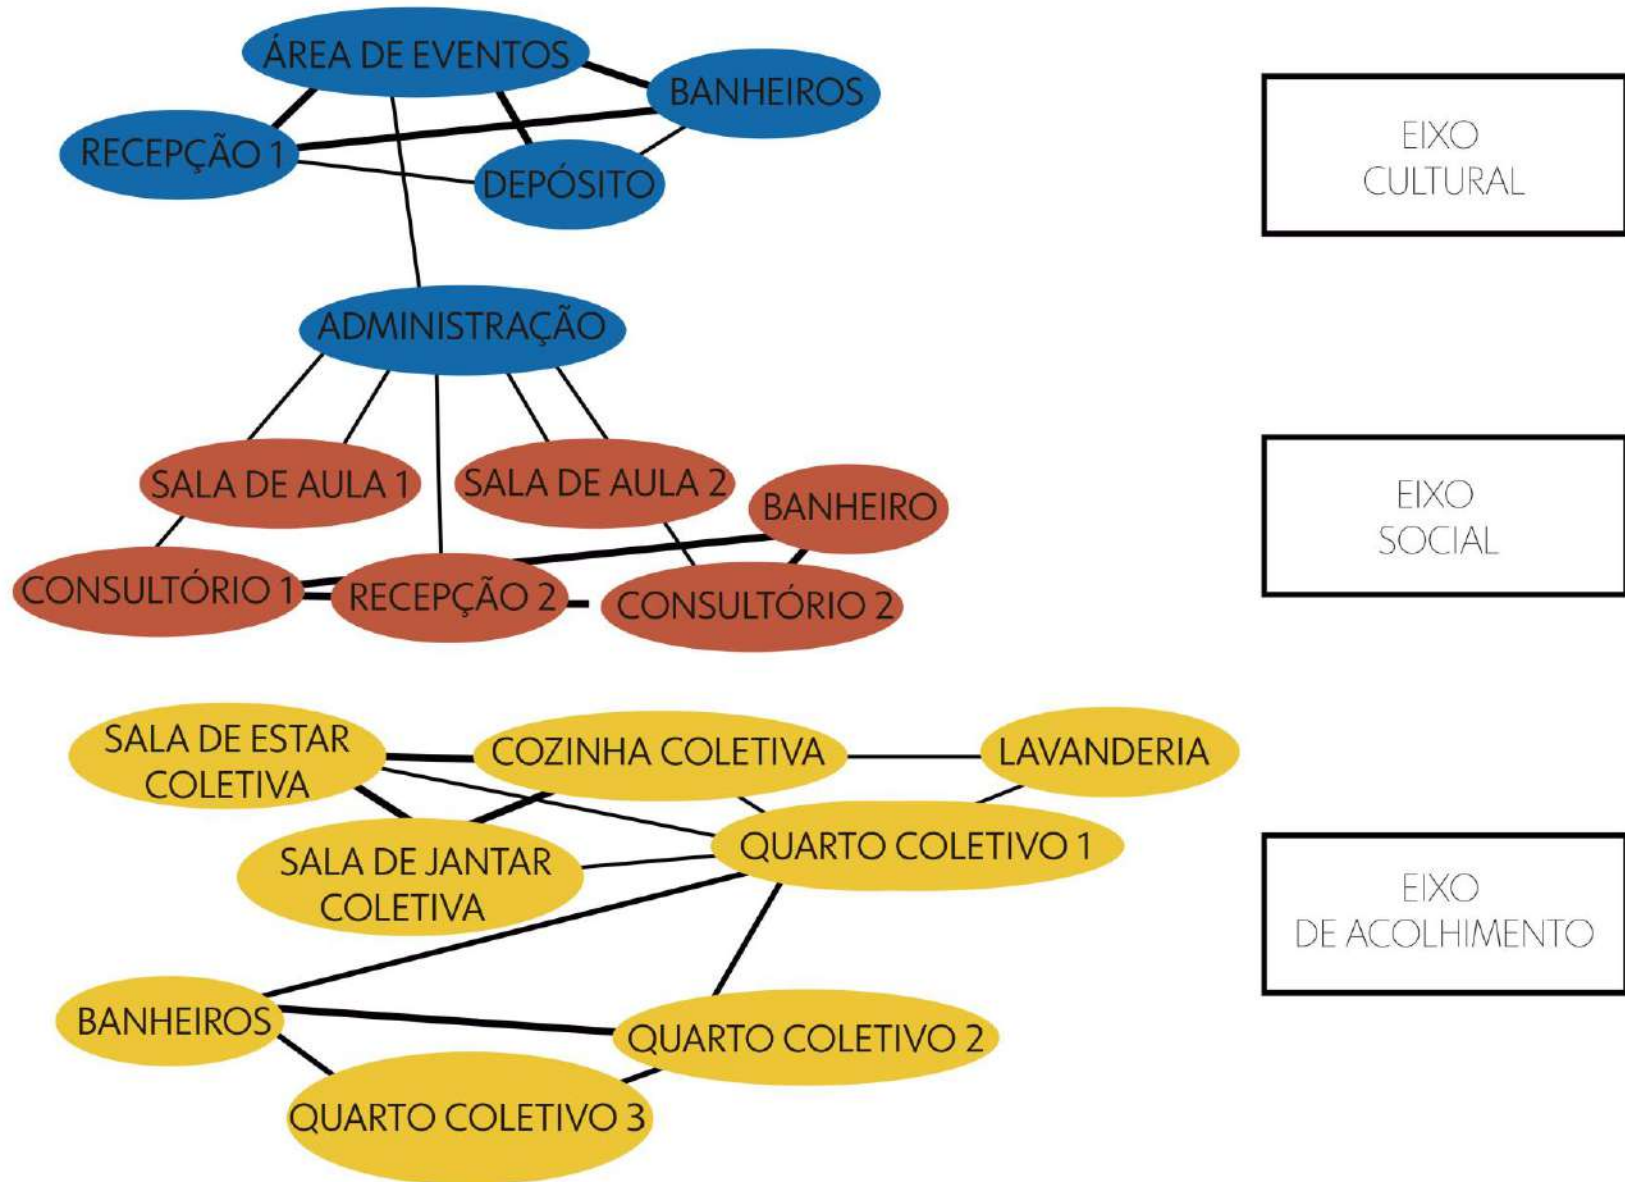 ÁREA DE EVENTOS
BANHEIROS
RECEPÇÃO 1
DEPÓSITO
EIXO
CULTURAL
ADMINISTRAÇÃO
SALA DE AULA 1
SALA DE AULA 2
BANHEIRO
CONSULTÓRIO 1
RECEPÇÃO 2
CONSULTÓRIO 2
EIXO
SOCIAL
SALA DE ESTAR
COLETIVA
COZINHA COLETIVA
LAVANDERIA
SALA DE JANTAR
COLETIVA
QUARTO COLETIVO 1
EIXO
DE ACOLHIMENTO
BANHEIROS
QUARTO COLETIVO 2
QUARTO COLETIVO 3